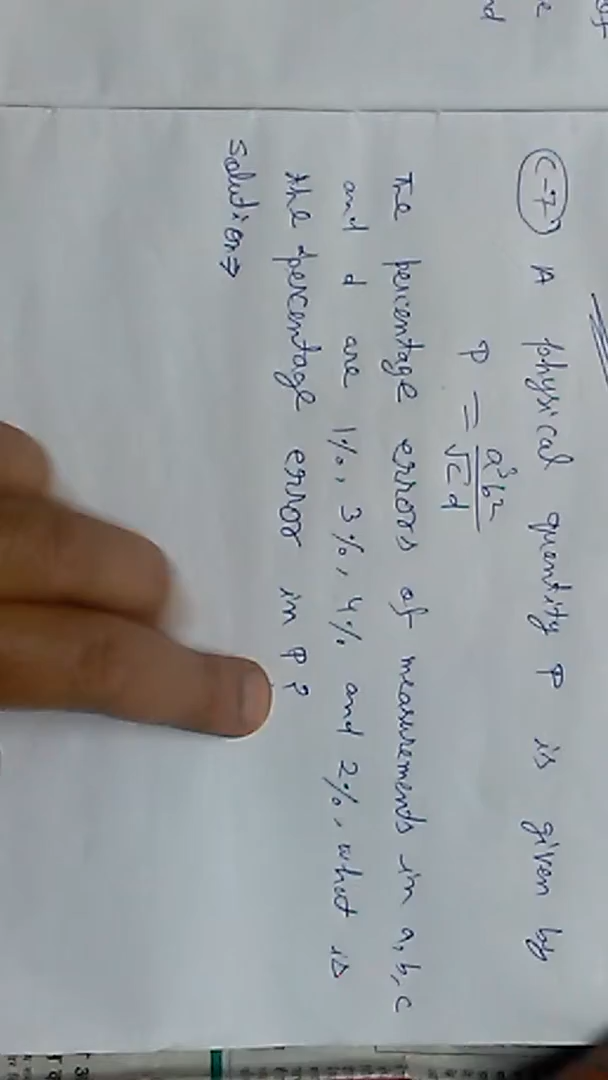 C-7 A physical quantity P is given by
P = a³b² / √c d
The percentage errors of measurements in a, b, c
and d are 1%, 3%, 4% and 2%, what is
the percentage error in P?
Solution⇒